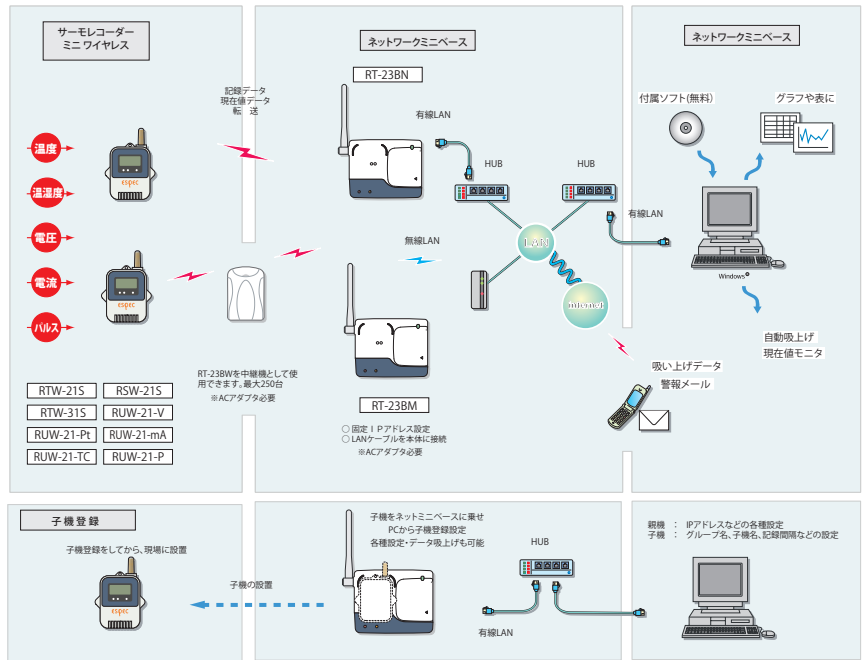 サーモレコーダー
ミニ ワイヤレス
温度
温湿度
電圧
電流
パルス
espec
espec
RTW-21S
RSW-21S
RTW-31S
RUW-21-V
RUW-21-Pt
RUW-21-mA
RUW-21-TC
RUW-21-P
記録データ
現在値データ
転 送
RT-23BWを中継機として使
用できます。最大250台
※ACアダプタ必要
ネットワークミニベース
RT-23BN
有線LAN
HUB
HUB
無線LAN
LAN
internet
RT-23BM
○ 固定ＩＰアドレス設定
○ LANケーブルを本体に接続
※ACアダプタ必要
ネットワークミニベース
付属ソフト(無料)
グラフや表に
有線LAN
Windows®
自動吸上げ
現在値モニタ
吸い上げデータ
警報メール
子機登録
子機登録をしてから、現場に設置
espec
子機の設置
子機をネットミニベースに乗せ
PCから子機登録設定
各種設定・データ吸上げも可能
HUB
有線LAN
親機 ： IPアドレスなどの各種設定
子機 ： グループ名、子機名、記録間隔などの設定